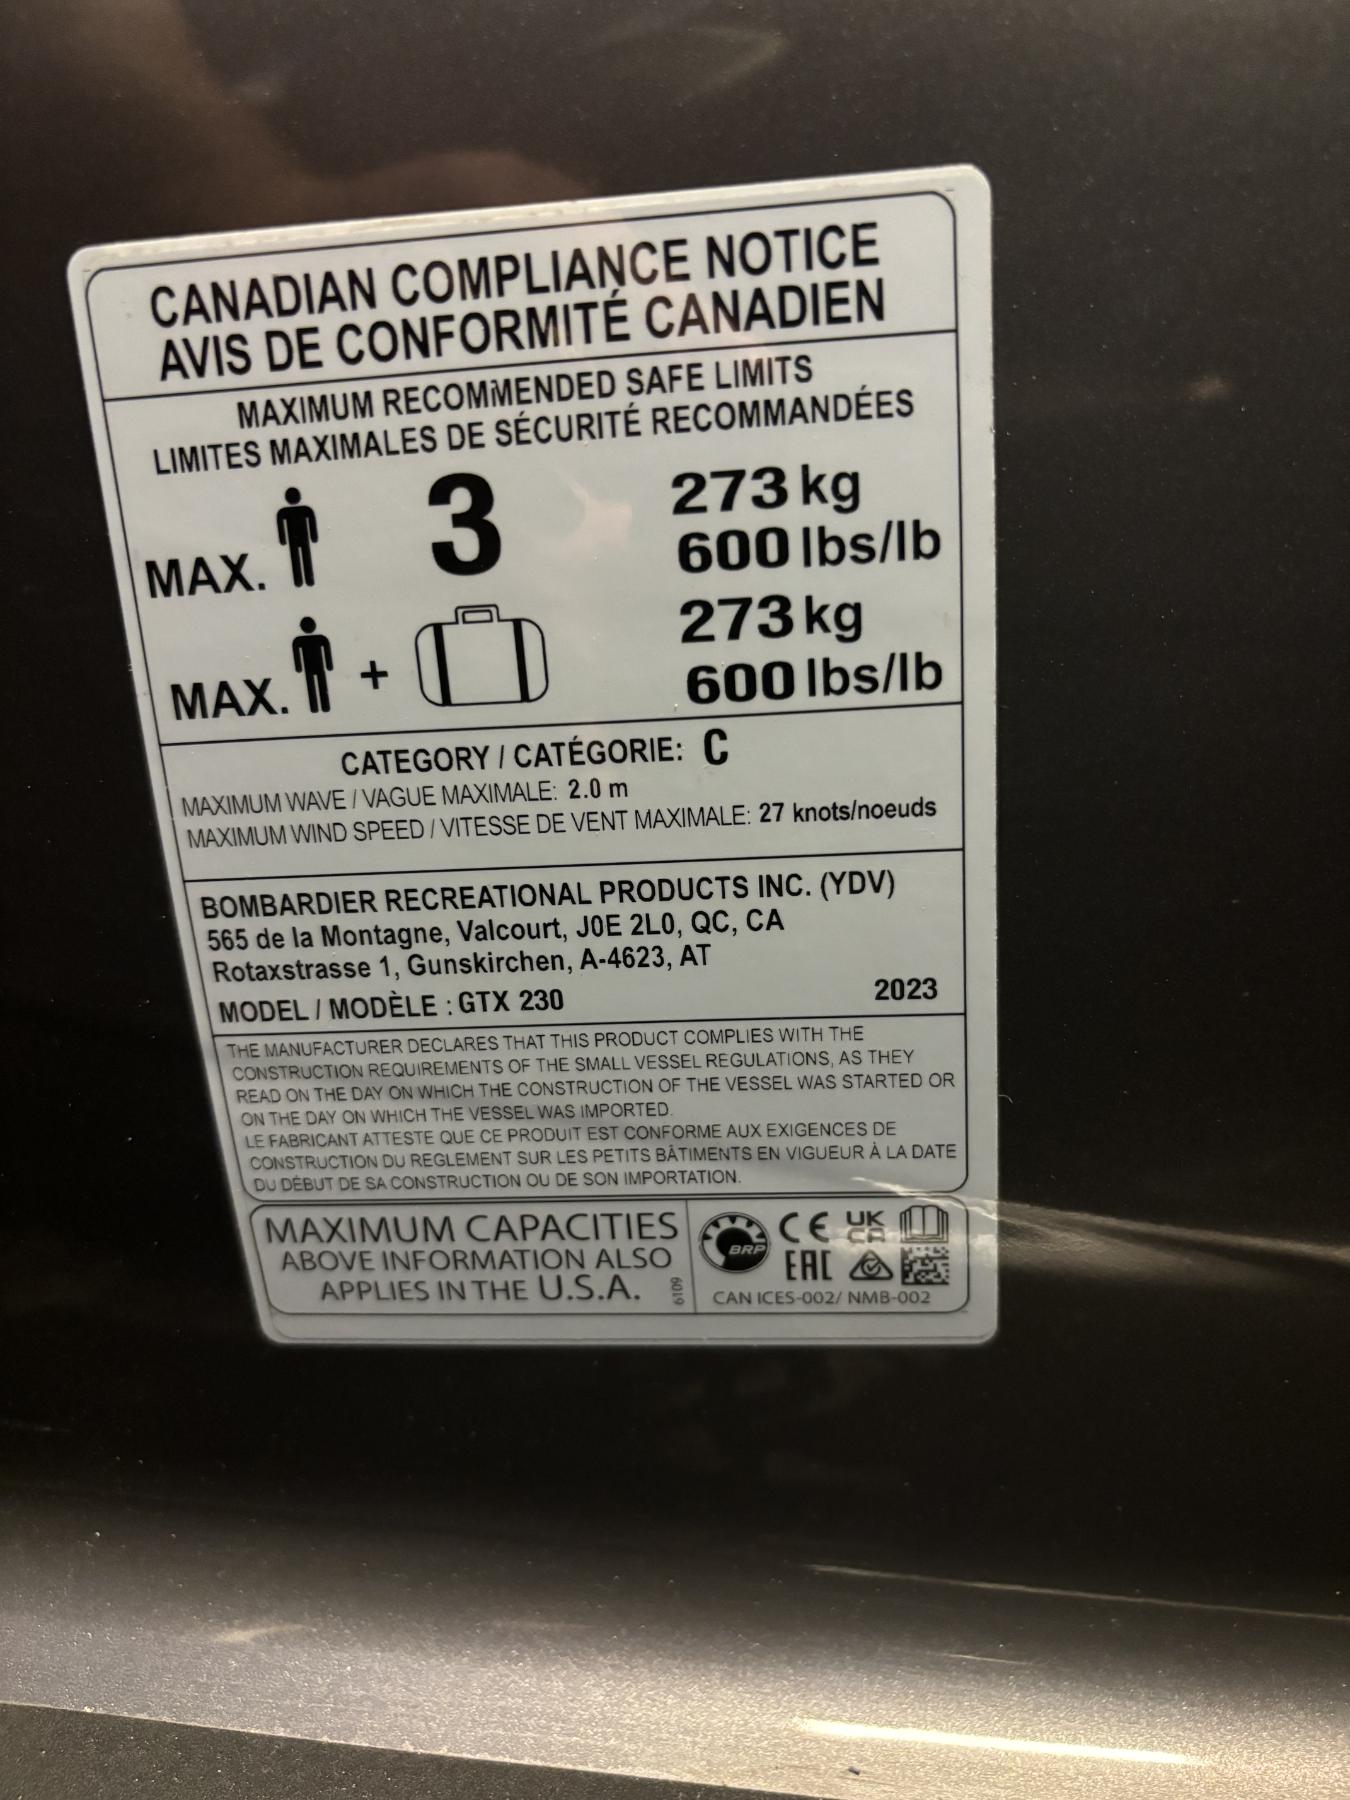 CANADIAN COMPLIANCE NOTICE
AVIS DE CONFORMITÉ CANADIEN
MAXIMUM RECOMMENDED SAFE LIMITS
LIMITES MAXIMALES DE SÉCURITÉ RECOMMANDÉES
MAX. 3 273 kg
600 lbs/lb
MAX. + 273 kg
600 lbs/lb
CATEGORY / CATÉGORIE: C
MAXIMUM WAVE / VAGUE MAXIMALE: 2.0 m
MAXIMUM WIND SPEED / VITESSE DE VENT MAXIMALE: 27 knots/noeuds
BOMBARDIER RECREATIONAL PRODUCTS INC. (YDV)
565 de la Montagne, Valcourt, J0E 2L0, QC, CA
Rotaxstrasse 1, Gunskirchen, A-4623, AT
MODEL / MODÈLE : GTX 230 2023
THE MANUFACTURER DECLARES THAT THIS PRODUCT COMPLIES WITH THE
CONSTRUCTION REQUIREMENTS OF THE SMALL VESSEL REGULATIONS, AS THEY
READ ON THE DAY ON WHICH THE CONSTRUCTION OF THE VESSEL WAS STARTED OR
ON THE DAY ON WHICH THE VESSEL WAS IMPORTED.
LE FABRICANT ATTESTE QUE CE PRODUIT EST CONFORME AUX EXIGENCES DE
CONSTRUCTION DU REGLEMENT SUR LES PETITS BÂTIMENTS EN VIGUEUR À LA DATE
DU DÉBUT DE SA CONSTRUCTION OU DE SON IMPORTATION.
MAXIMUM CAPACITIES
ABOVE INFORMATION ALSO
APPLIES IN THE U.S.A.
6109
BRP CE UK
CA
EAC
CAN ICES-002/ NMB-002